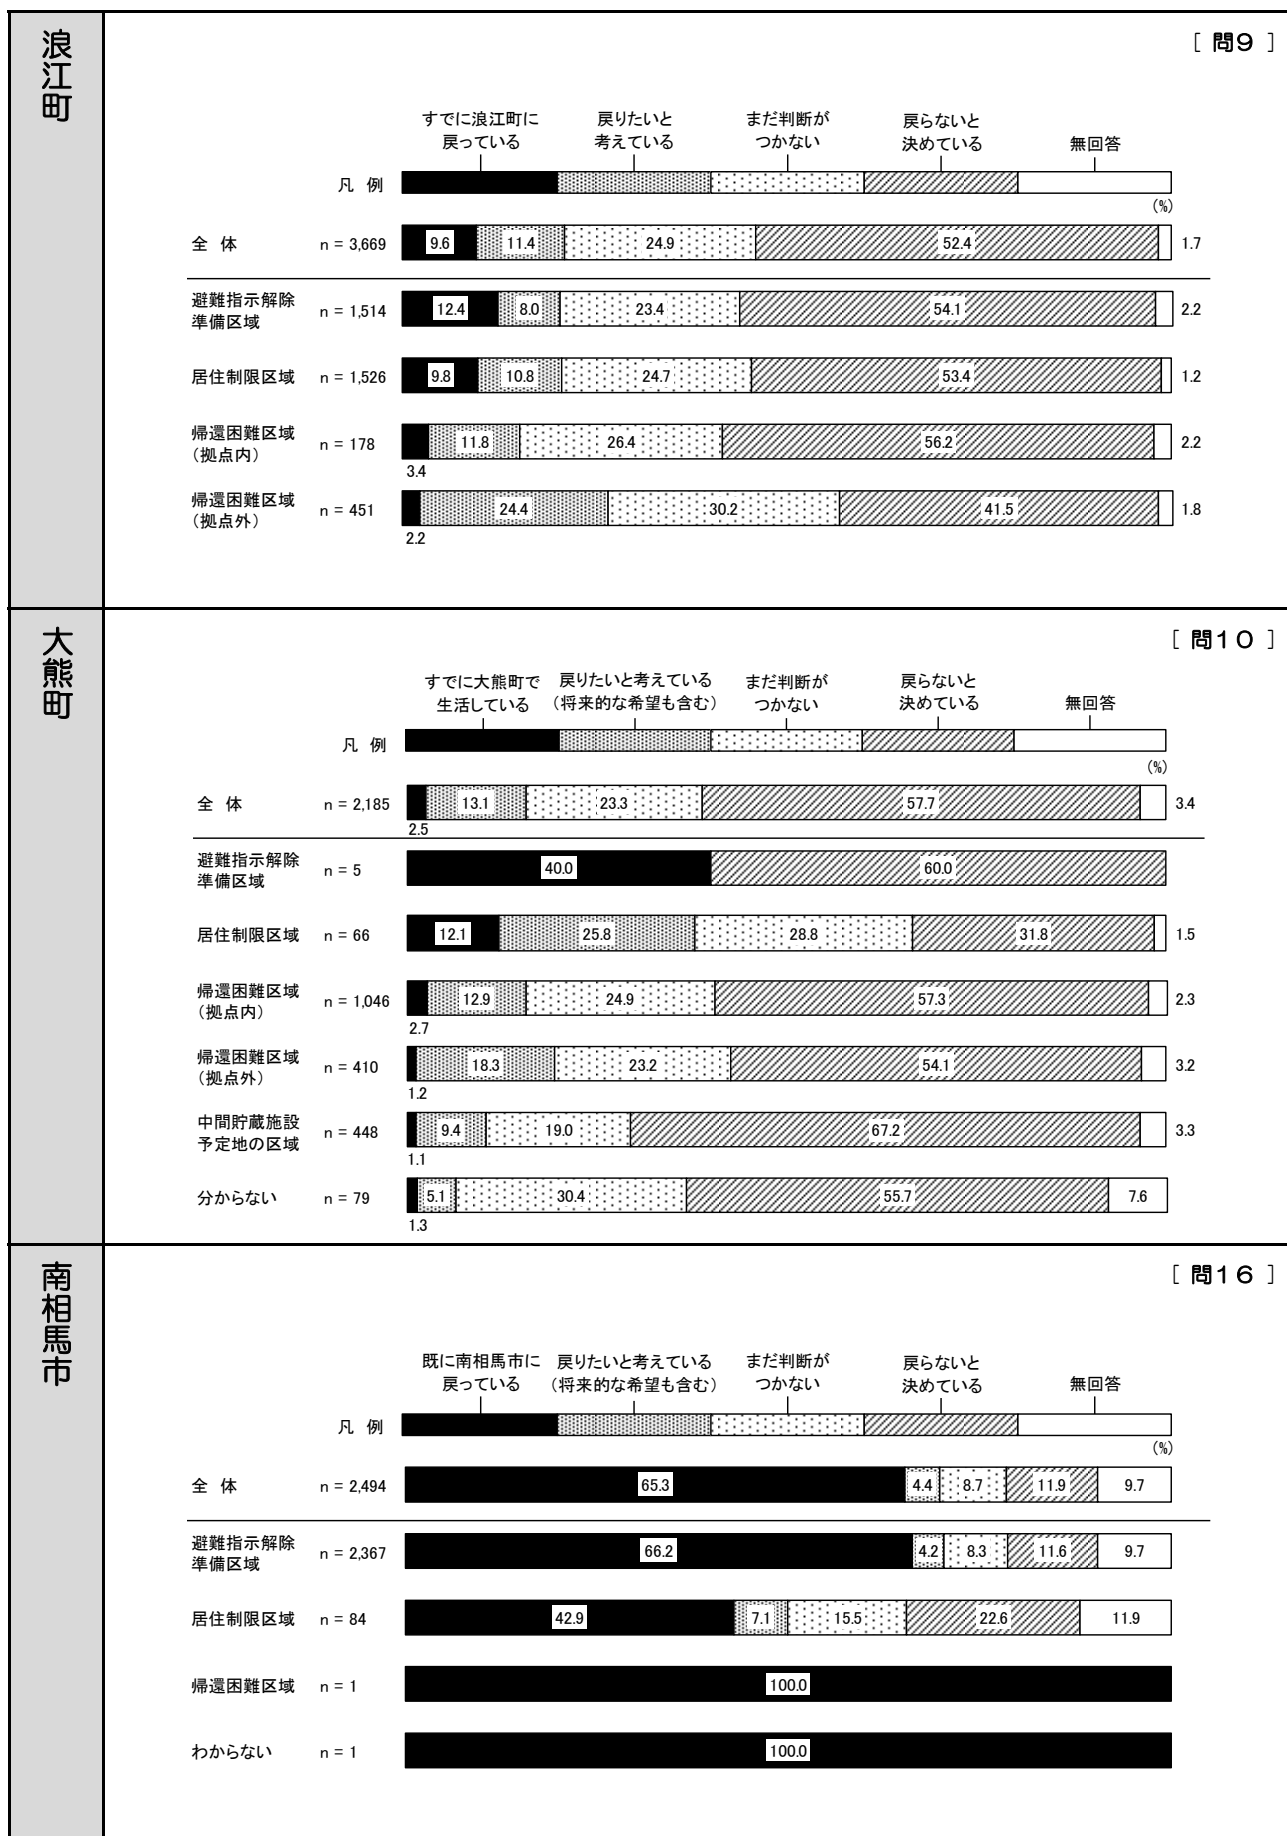 浪江町
［ 問9 ］
すでに浪江町に
戻っている
戻りたいと
考えている
まだ判断が
つかない
戻らないと
決めている
無回答
凡 例
(%)
全 体 n = 3,669 9.6 11.4 24.9 52.4 1.7
避難指示解除
準備区域
n = 1,514 12.4 8.0 23.4 54.1 2.2
居住制限区域 n = 1,526 9.8 10.8 24.7 53.4 1.2
帰還困難区域
（拠点内）
n = 178 11.8 26.4 56.2 2.2
3.4
帰還困難区域
（拠点外）
n = 451 24.4 30.2 41.5 1.8
2.2
大熊町
［ 問10 ］
すでに大熊町で
生活している
戻りたいと考えている
（将来的な希望も含む）
まだ判断が
つかない
戻らないと
決めている
無回答
凡 例
(%)
全 体 n = 2,185 13.1 23.3 57.7 3.4
2.5
避難指示解除
準備区域
n = 5 40.0 60.0
居住制限区域 n = 66 12.1 25.8 28.8 31.8 1.5
帰還困難区域
（拠点内）
n = 1,046 12.9 24.9 57.3 2.3
2.7
帰還困難区域
（拠点外）
n = 410 18.3 23.2 54.1 3.2
1.2
中間貯蔵施設
予定地の区域
n = 448 9.4 19.0 67.2 3.3
1.1
分からない n = 79 5.1 30.4 55.7 7.6
1.3
南相馬市
［ 問16 ］
既に南相馬市に
戻っている
戻りたいと考えている
（将来的な希望も含む）
まだ判断が
つかない
戻らないと
決めている
無回答
凡 例
(%)
全 体 n = 2,494 65.3 4.4 8.7 11.9 9.7
避難指示解除
準備区域
n = 2,367 66.2 4.2 8.3 11.6 9.7
居住制限区域 n = 84 42.9 7.1 15.5 22.6 11.9
帰還困難区域 n = 1 100.0
わからない n = 1 100.0